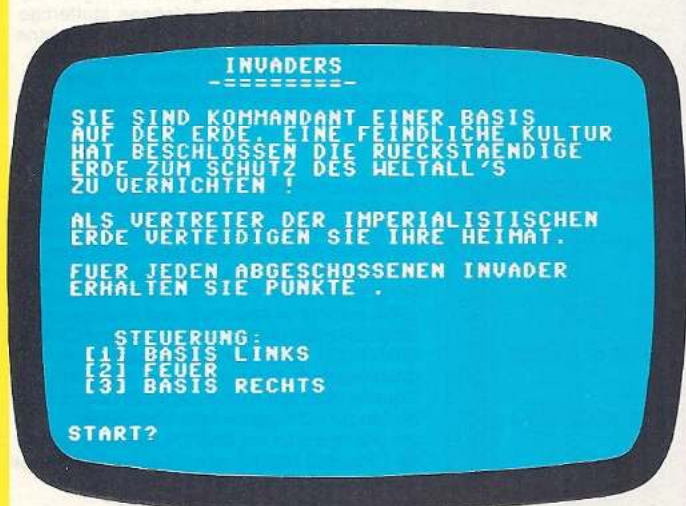 INVADERS
-========-
SIE SIND KOMMANDANT EINER BASIS
AUF DER ERDE. EINE FEINDLICHE KULTUR
HAT BESCHLOSSEN DIE RUECKSTAENDIGE
ERDE ZUM SCHUTZ DES WELTALL'S
ZU VERNICHTEN !
ALS VERTRETER DER IMPERIALISTISCHEN
ERDE VERTEIDIGEN SIE IHRE HEIMAT.
FUER JEDEN ABGESCHOSSENEN INVADER
ERHALTEN SIE PUNKTE .
STEUERUNG:
[1] BASIS LINKS
[2] FEUER
[3] BASIS RECHTS
START?